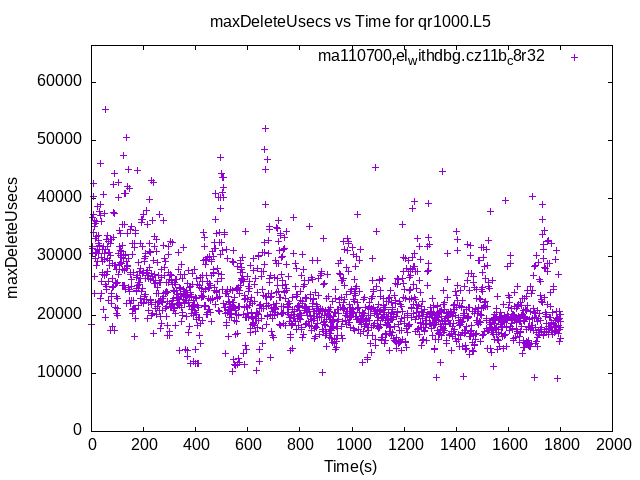 maxDeleteUsecs vs Time for qr1000.L5
ma110700relwithdbg.cz11bc8r32
60000
50000
40000
30000
20000
10000
0
maxDeleteUsecs
0 200 400 600 800 1000 1200 1400 1600 1800 2000
Time(s)